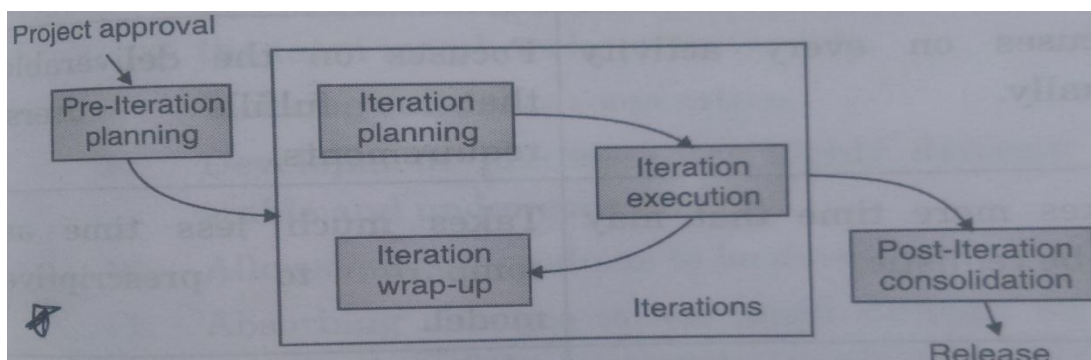 Project approval
Pre-Iteration
planning
Iteration
planning
Iteration
execution
Iteration
wrap-up
Iterations
Post-Iteration
consolidation
Release